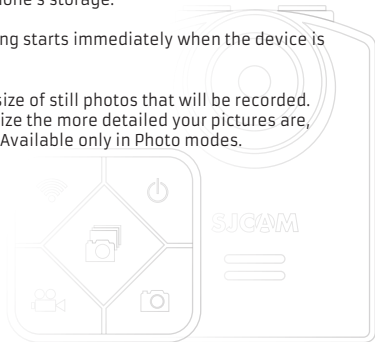 one's storage.
ng starts immediately when the device is
size of still photos that will be recorded.
ize the more detailed your pictures are,
Available only in Photo modes.
SJCAM